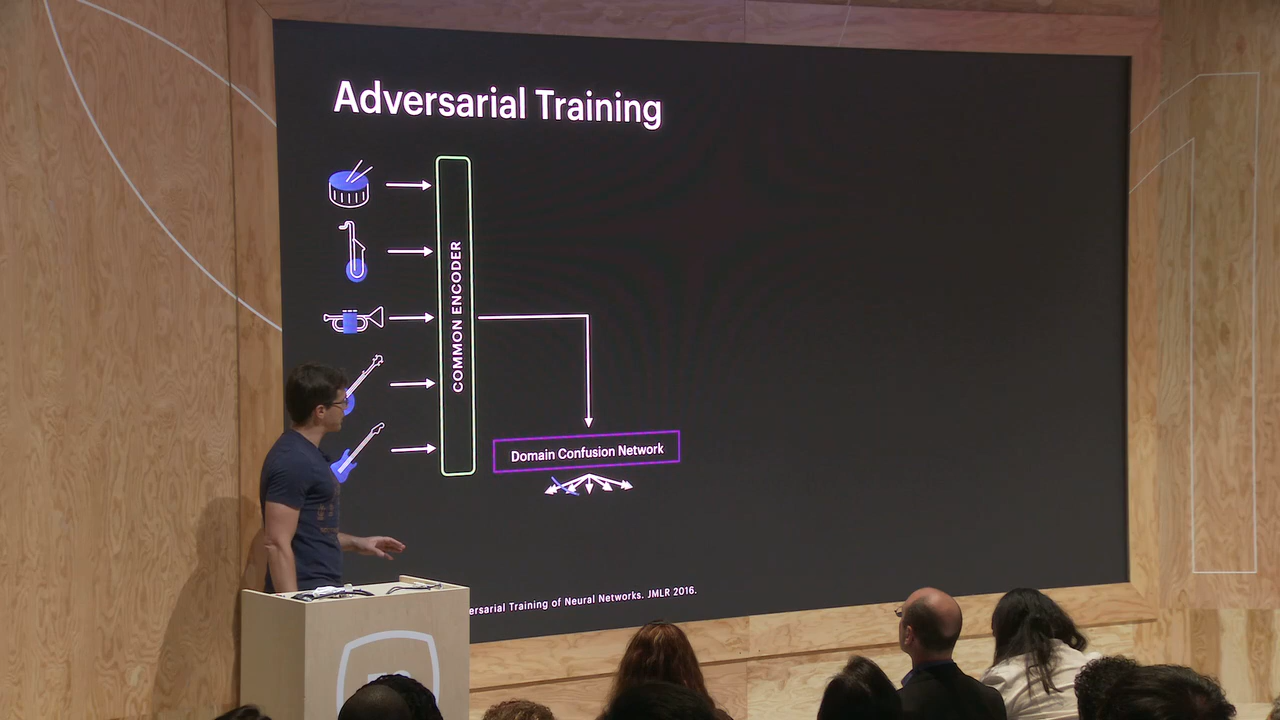 Adversarial Training
COMMON ENCODER
Domain Confusion Network
ersarial Training of Neural Networks. JMLR 2016.